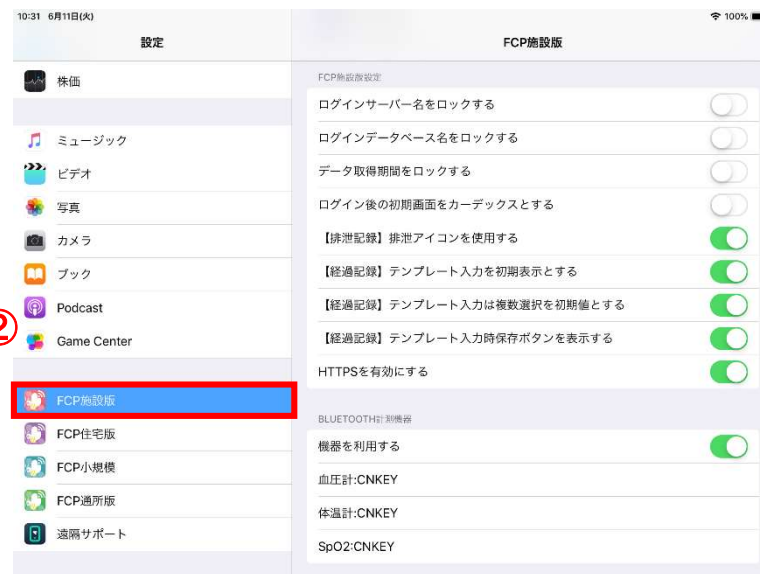 10:31 6月11日(火)
100%
設定
FCP施設版
株価
ミュージック
ビデオ
写真
カメラ
ブック
Podcast
②
Game Center
FCP施設版
FCP住宅版
FCP小規模
FCP通所版
遠隔サポート
FCP施設版設定
ログインサーバー名をロックする
ログインデータベース名をロックする
データ取得期間をロックする
ログイン後の初期画面をカーデックスとする
【排泄記録】排泄アイコンを使用する
【経過記録】テンプレート入力を初期表示とする
【経過記録】テンプレート入力は複数選択を初期値とする
【経過記録】テンプレート入力時保存ボタンを表示する
HTTPSを有効にする
BLUETOOTH計測機器
機器を利用する
血圧計:CNKEY
体温計:CNKEY
SpO2:CNKEY